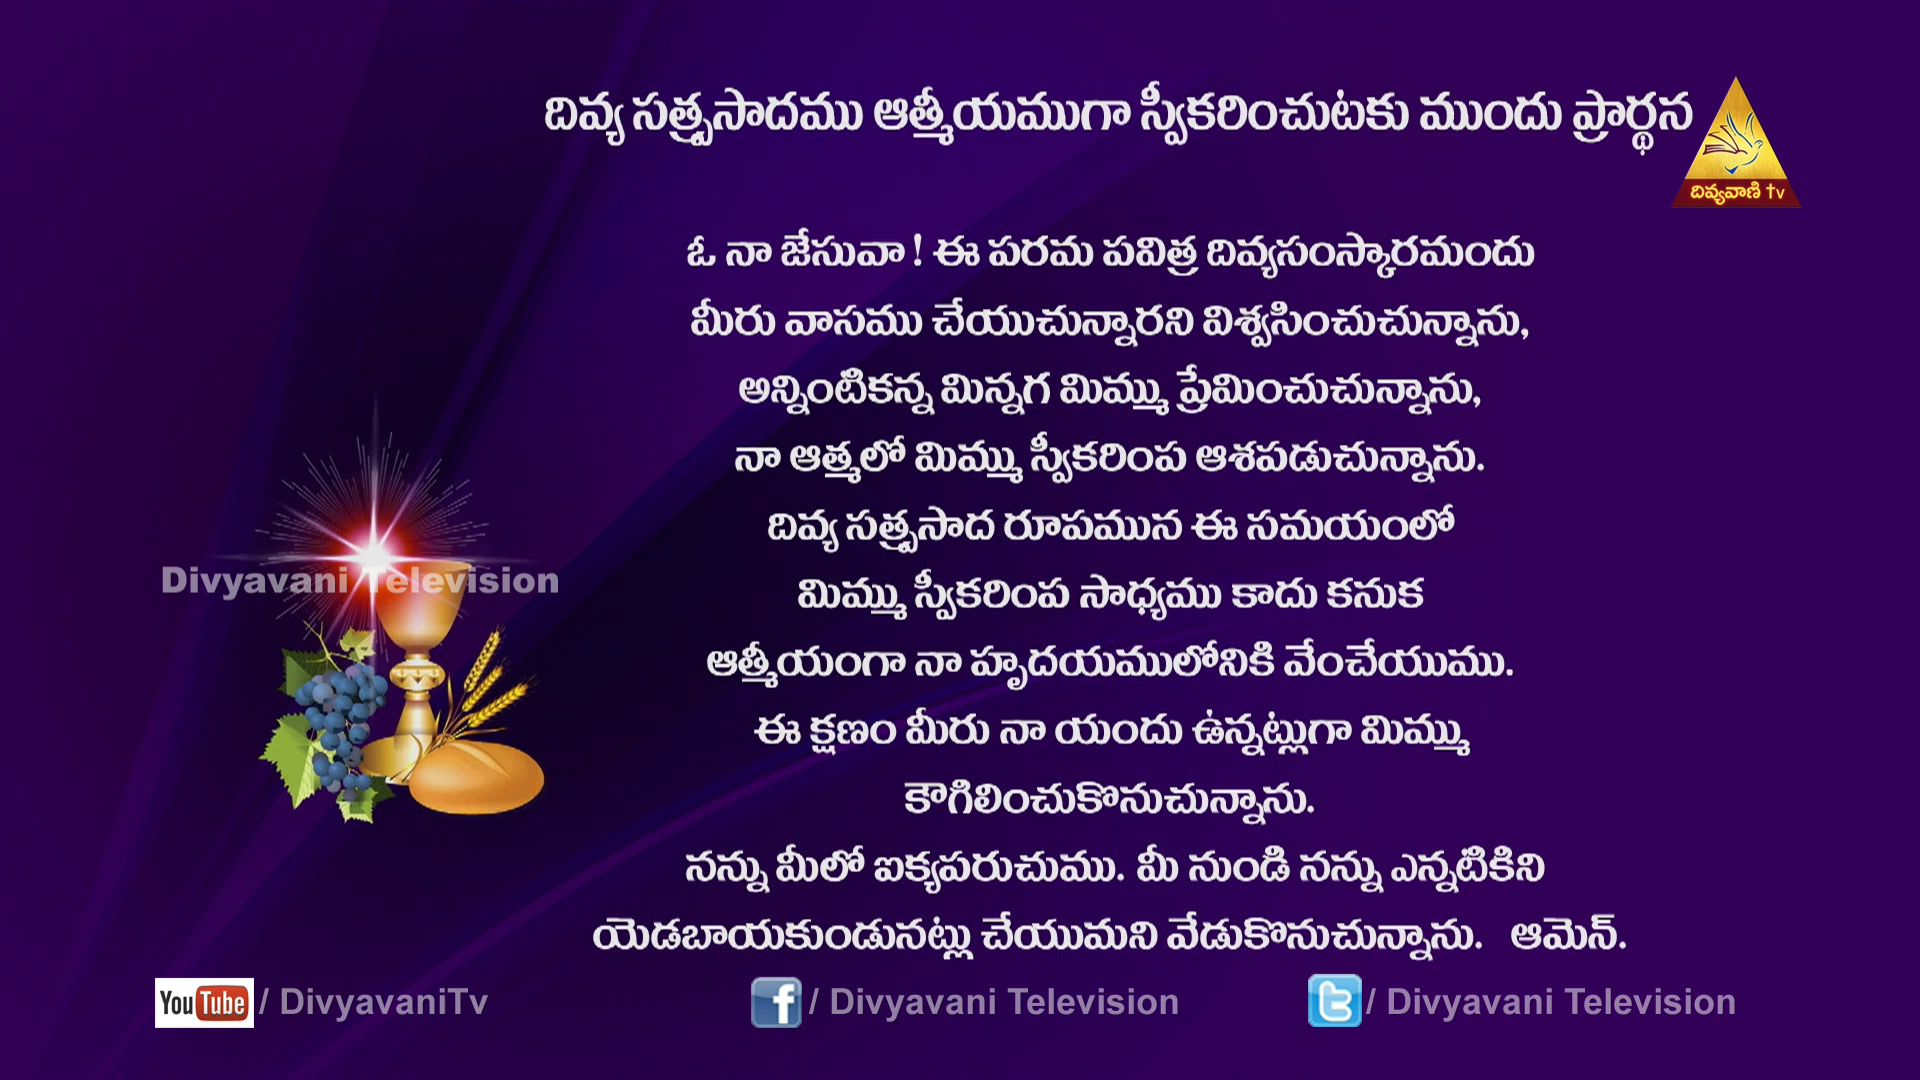 దివ్య సత్ప్రసాదము ఆత్మీయముగా స్వీకరించుటకు ముందు ప్రార్థన
దివ్యవాణి tv
ఓ నా జేసువా ! ఈ పరమ పవిత్ర దివ్యసంస్కారమందు
మీరు వాసము చేయుచున్నారని విశ్వసించుచున్నాను,
అన్నింటికన్న మిన్నగ మిమ్ము ప్రేమించుచున్నాను,
నా ఆత్మలో మిమ్ము స్వీకరింప ఆశపడుచున్నాను.
దివ్య సత్ప్రసాద రూపమున ఈ సమయంలో
మిమ్ము స్వీకరింప సాధ్యము కాదు కనుక
Divyavani Television
ఆత్మీయంగా నా హృదయములోనికి వేంచేయుము.
ఈ క్షణం మీరు నా యందు ఉన్నట్లుగా మిమ్ము
కౌగిలించుకొనుచున్నాను.
నన్ను మీలో ఐక్యపరుచుము. మీ నుండి నన్ను ఎన్నటికిని
యెడబాయకుండునట్లు చేయుమని వేడుకొనుచున్నాను. ఆమెన్.
YouTube / DivyavaniTv
f / Divyavani Television
t / Divyavani Television